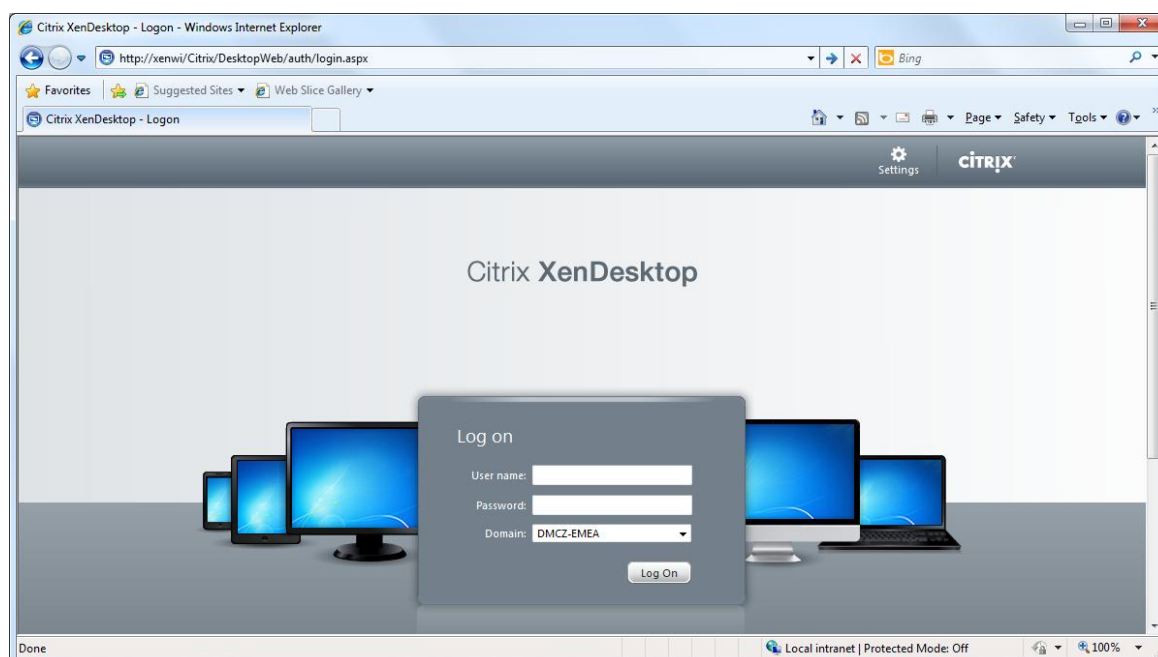 Citrix XenDesktop - Logon - Windows Internet Explorer
http://xenwi/Citrix/DesktopWeb/auth/login.aspx
Bing
Favorites Suggested Sites Web Slice Gallery
Citrix XenDesktop - Logon
Page Safety Tools
Settings
CITRIX
Citrix XenDesktop
Log on
User name:
Password:
Domain: DMCZ-EMEA
Log On
Done
Local intranet | Protected Mode: Off
100%